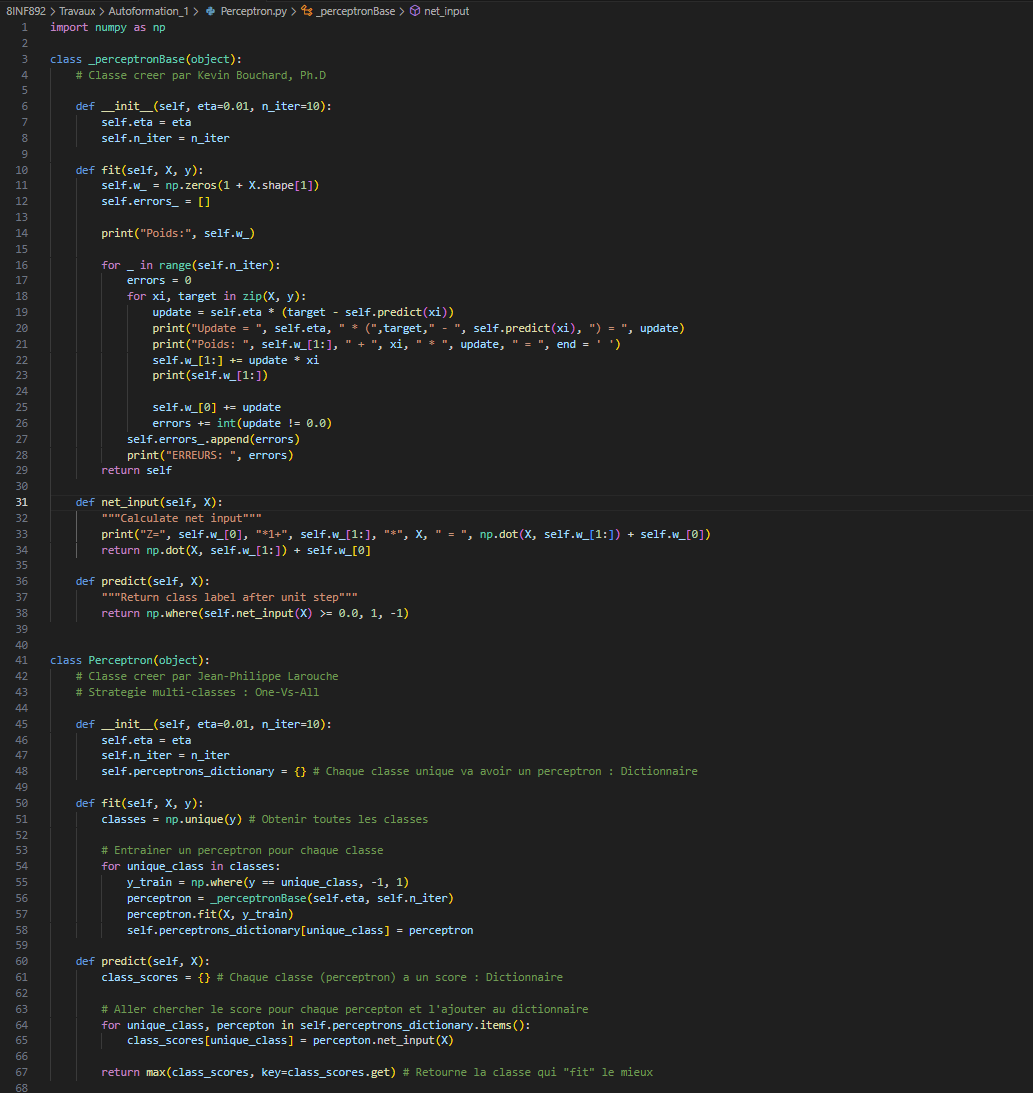 8INF892 > Travaux > Autoformation_1 > Perceptron.py > _perceptronBase > net_input
1 import numpy as np
2
3 class _perceptronBase(object):
4 # Classe creer par Kevin Bouchard, Ph.D
5
6 def __init__(self, eta=0.01, n_iter=10):
7 self.eta = eta
8 self.n_iter = n_iter
9
10 def fit(self, X, y):
11 self.w_ = np.zeros(1 + X.shape[1])
12 self.errors_ = []
13
14 print("Poids:", self.w_)
15
16 for _ in range(self.n_iter):
17 errors = 0
18 for xi, target in zip(X, y):
19 update = self.eta * (target - self.predict(xi))
20 print("Update = ", self.eta, " * (",target," - ", self.predict(xi), ") = ", update)
21 print("Poids: ", self.w_[1:], " + ", xi, " * ", update, " = ", end = ' ')
22 self.w_[1:] += update * xi
23 print(self.w_[1:])
24
25 self.w_[0] += update
26 errors += int(update != 0.0)
27 self.errors_.append(errors)
28 print("ERREURS: ", errors)
29 return self
30
31 def net_input(self, X):
32 """Calculate net input"""
33 print("Z=", self.w_[0], "*1+", self.w_[1:], "*", X, " = ", np.dot(X, self.w_[1:]) + self.w_[0])
34 return np.dot(X, self.w_[1:]) + self.w_[0]
35
36 def predict(self, X):
37 """Return class label after unit step"""
38 return np.where(self.net_input(X) >= 0.0, 1, -1)
39
40
41 class Perceptron(object):
42 # Classe creer par Jean-Philippe Larouche
43 # Strategie multi-classes : One-Vs-All
44
45 def __init__(self, eta=0.01, n_iter=10):
46 self.eta = eta
47 self.n_iter = n_iter
48 self.perceptrons_dictionary = {} # Chaque classe unique va avoir un perceptron : Dictionnaire
49
50 def fit(self, X, y):
51 classes = np.unique(y) # Obtenir toutes les classes
52
53 # Entrainer un perceptron pour chaque classe
54 for unique_class in classes:
55 y_train = np.where(y == unique_class, -1, 1)
56 perceptron = _perceptronBase(self.eta, self.n_iter)
57 perceptron.fit(X, y_train)
58 self.perceptrons_dictionary[unique_class] = perceptron
59
60 def predict(self, X):
61 class_scores = {} # Chaque classe (perceptron) a un score : Dictionnaire
62
63 # Aller chercher le score pour chaque percepton et l'ajouter au dictionnaire
64 for unique_class, percepton in self.perceptrons_dictionary.items():
65 class_scores[unique_class] = percepton.net_input(X)
66
67 return max(class_scores, key=class_scores.get) # Retourne la classe qui "fit" le mieux
68